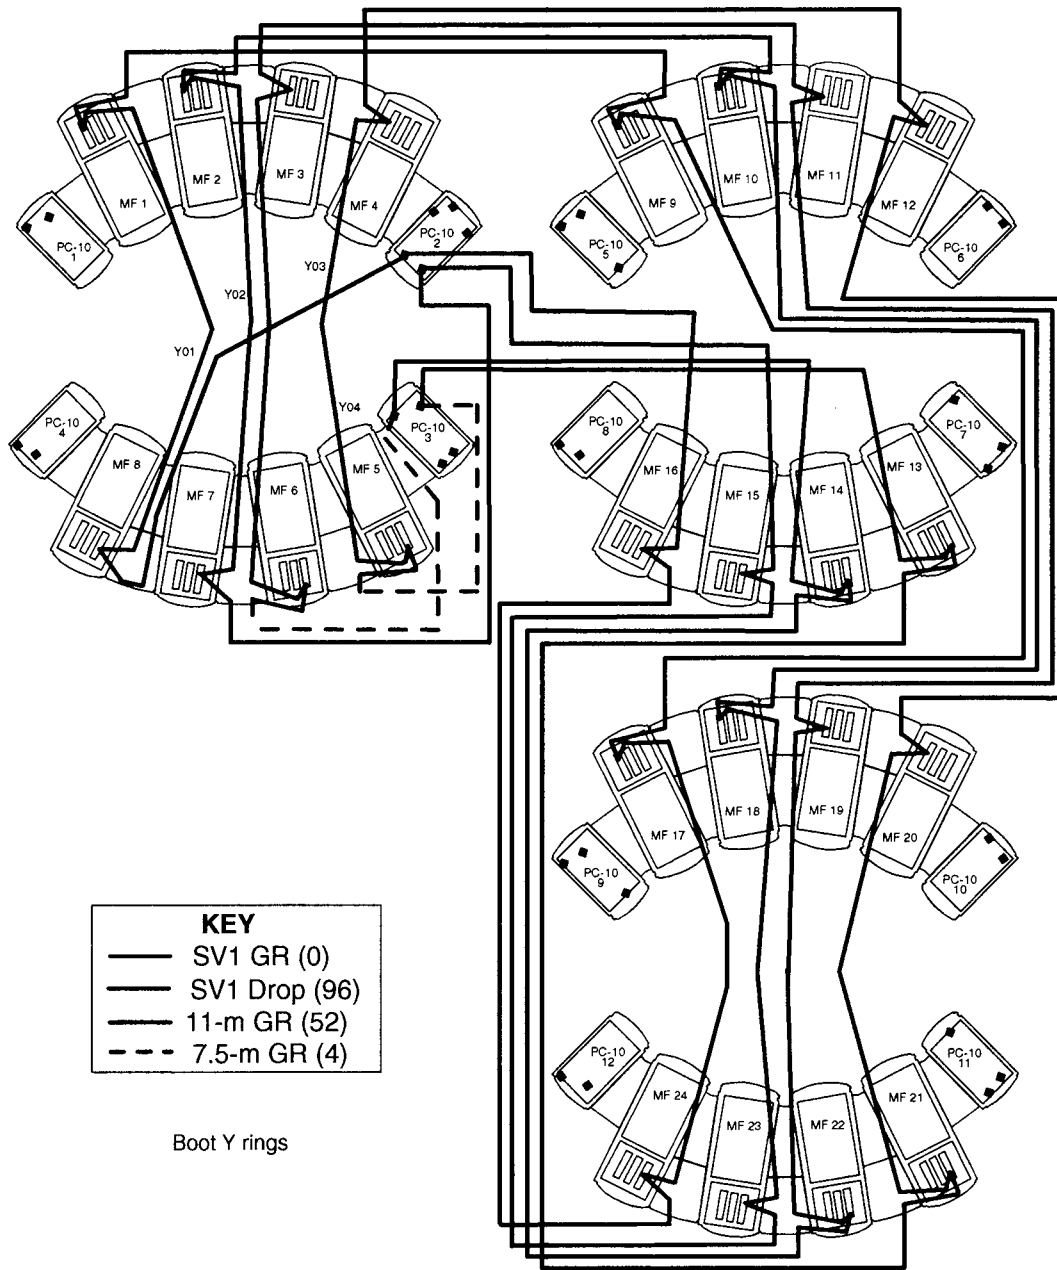 MF 1
MF 2
MF 3
MF 4
PC-10
1
PC-10
2
MF 9
MF 10
MF 11
MF 12
PC-10
5
PC-10
6
Y01
Y02
Y03
Y04
PC-10
4
PC-10
3
MF 8
MF 7
MF 6
MF 5
PC-10
8
PC-10
7
MF 16
MF 15
MF 14
MF 13
MF 17
MF 18
MF 19
MF 20
PC-10
9
PC-10
10
KEY
SV1 GR (0)
SV1 Drop (96)
11-m GR (52)
7.5-m GR (4)
Boot Y rings
PC-10
12
PC-10
11
MF 24
MF 23
MF 22
MF 21